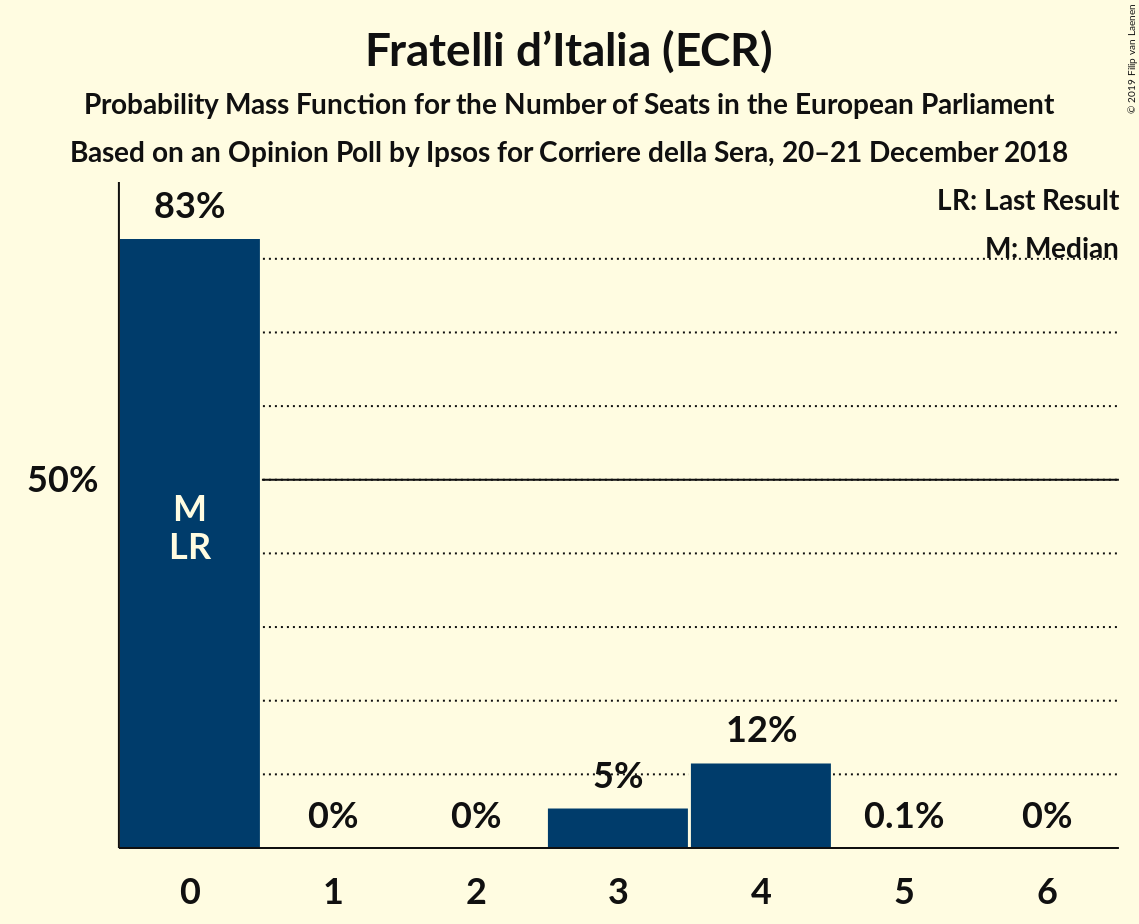 Fratelli d’Italia (ECR)
Probability Mass Function for the Number of Seats in the European Parliament
Based on an Opinion Poll by Ipsos for Corriere della Sera, 20–21 December 2018
© 2019 Filip van Laenen
LR: Last Result
M: Median
83%
50%
M
LR
0%
0%
5%
12%
0.1%
0%
0
1
2
3
4
5
6